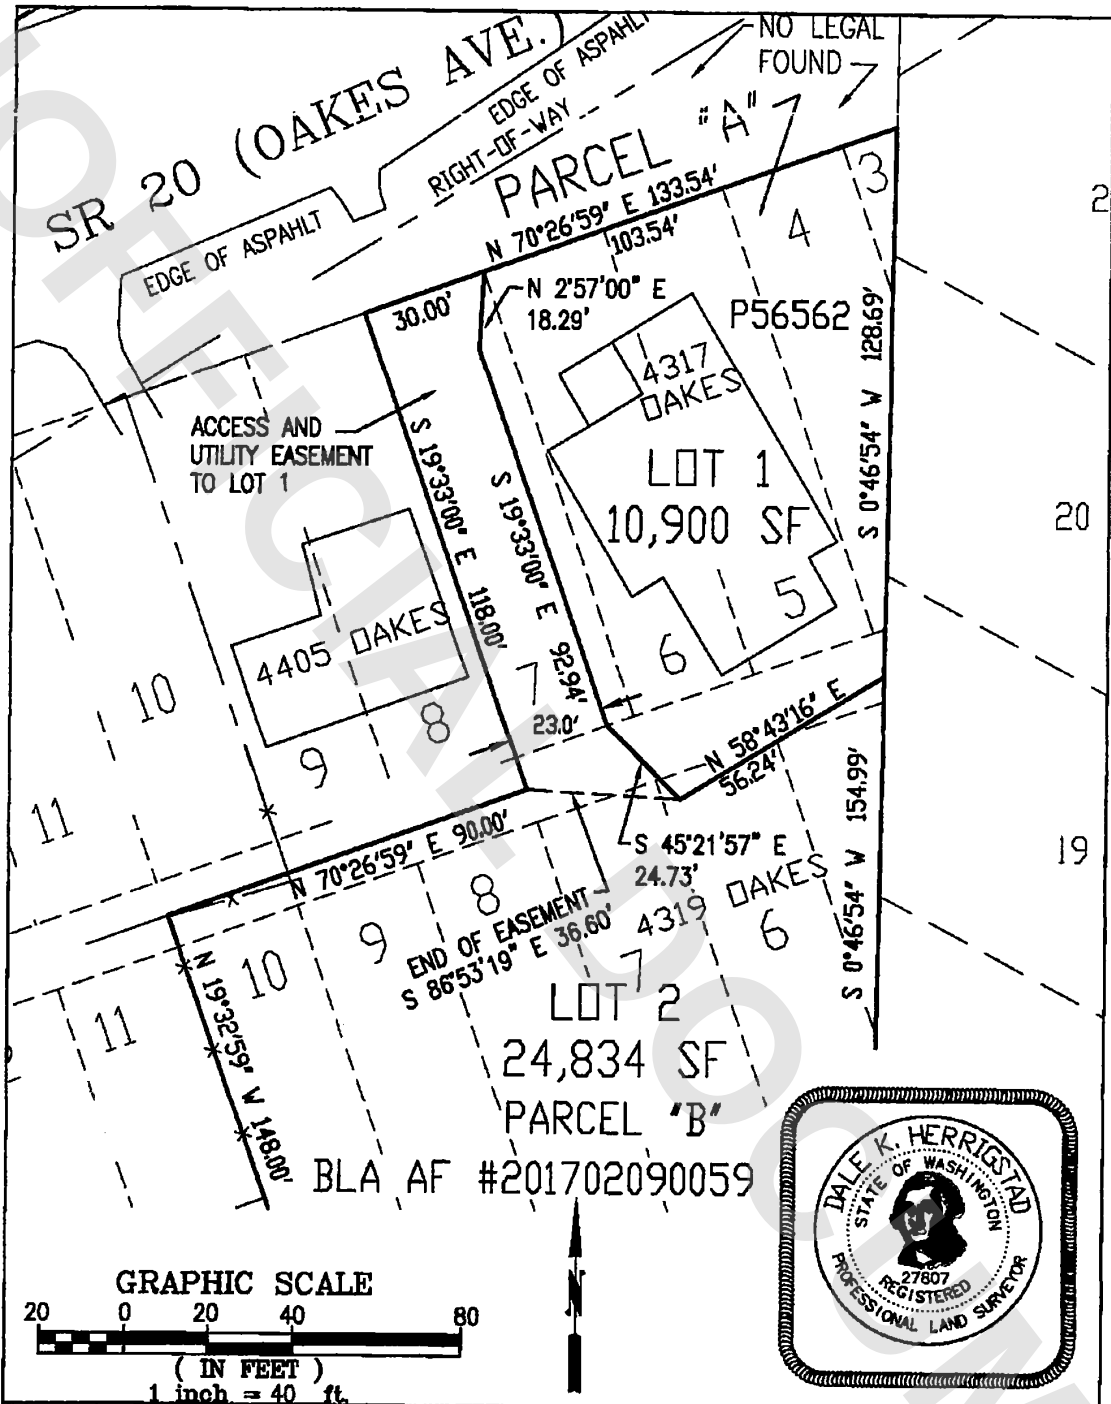 SR 20 (OAKES AVE.)
EDGE OF ASPAHLT
EDGE OF ASPAHLT
RIGHT-OF-WAY
NO LEGAL
FOUND
PARCEL "A"
N 70°26'59" E 133.54'
103.54'
30.00'
N 2°57'00" E
18.29'
3
4
2
P56562
4317
OAKES
S 0°46'54" W 128.69'
ACCESS AND
UTILITY EASEMENT
TO LOT 1
S 19°33'00" E 118.00'
S 19°33'00" E 92.94'
LOT 1
10,900 SF
20
5
6
7
4405 OAKES
8
9
10
11
23.0'
N 58°43'16" E
56.24'
S 45°21'57" E
24.73'
N 70°26'59" E 90.00'
END OF EASEMENT
S 86°53'19" E 36.60'
4319 OAKES
S 0°46'54" W 154.99'
19
6
7
8
9
10
11
N 19°32'59" W 148.00'
LOT 2
24,834 SF
PARCEL "B"
BLA AF #201702090059
GRAPHIC SCALE
20 0 20 40 80
( IN FEET )
1 inch = 40 ft.
N
DALE K. HERRIGSTAD
STATE OF WASHINGTON
27807
REGISTERED
PROFESSIONAL LAND SURVEYOR
OFFICIAL DOCUM